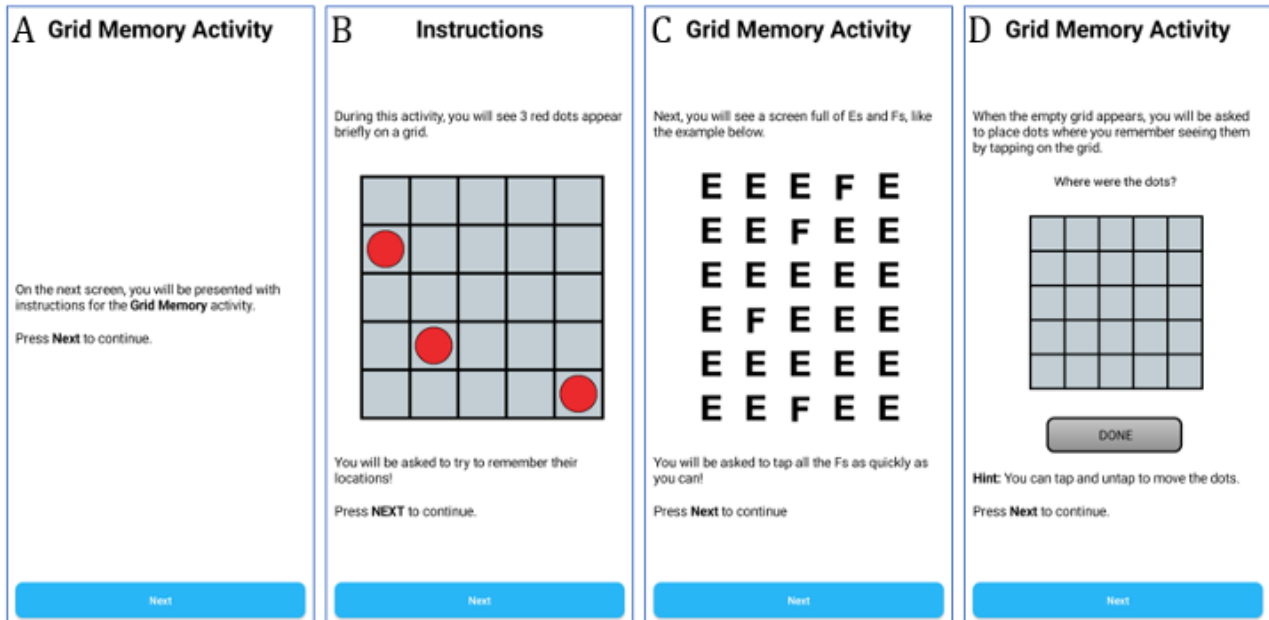 A Grid Memory Activity
On the next screen, you will be presented with
instructions for the Grid Memory activity.
Press Next to continue.
Next
B Instructions
During this activity, you will see 3 red dots appear
briefly on a grid.
You will be asked to try to remember their
locations!
Press NEXT to continue.
Next
C Grid Memory Activity
Next, you will see a screen full of Es and Fs, like
the example below.
E E E F E
E E F E E
E E E E E
E F E E E
E E E E E
E E F E E
You will be asked to tap all the Fs as quickly as
you can!
Press Next to continue
Next
D Grid Memory Activity
When the empty grid appears, you will be asked
to place dots where you remember seeing them
by tapping on the grid.
Where were the dots?
DONE
Hint: You can tap and untap to move the dots.
Press Next to continue.
Next